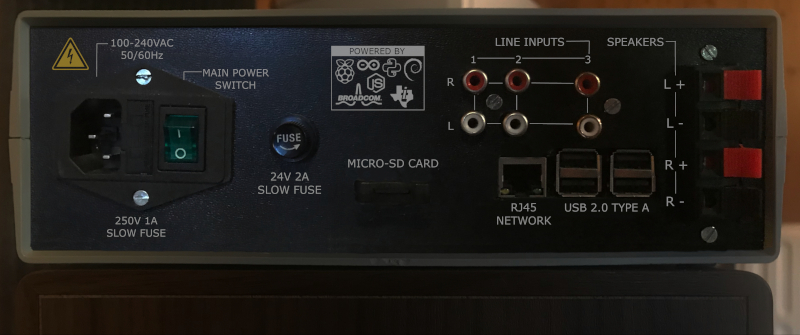 100-240VAC
50/60Hz
MAIN POWER
SWITCH
I
O
250V 1A
SLOW FUSE
FUSE
24V 2A
SLOW FUSE
POWERED BY
JS
BROADCOM
MICRO-SD CARD
LINE INPUTS
1 2 3
R
L
RJ45
NETWORK
USB 2.0 TYPE A
SPEAKERS
L +
L -
R +
R -